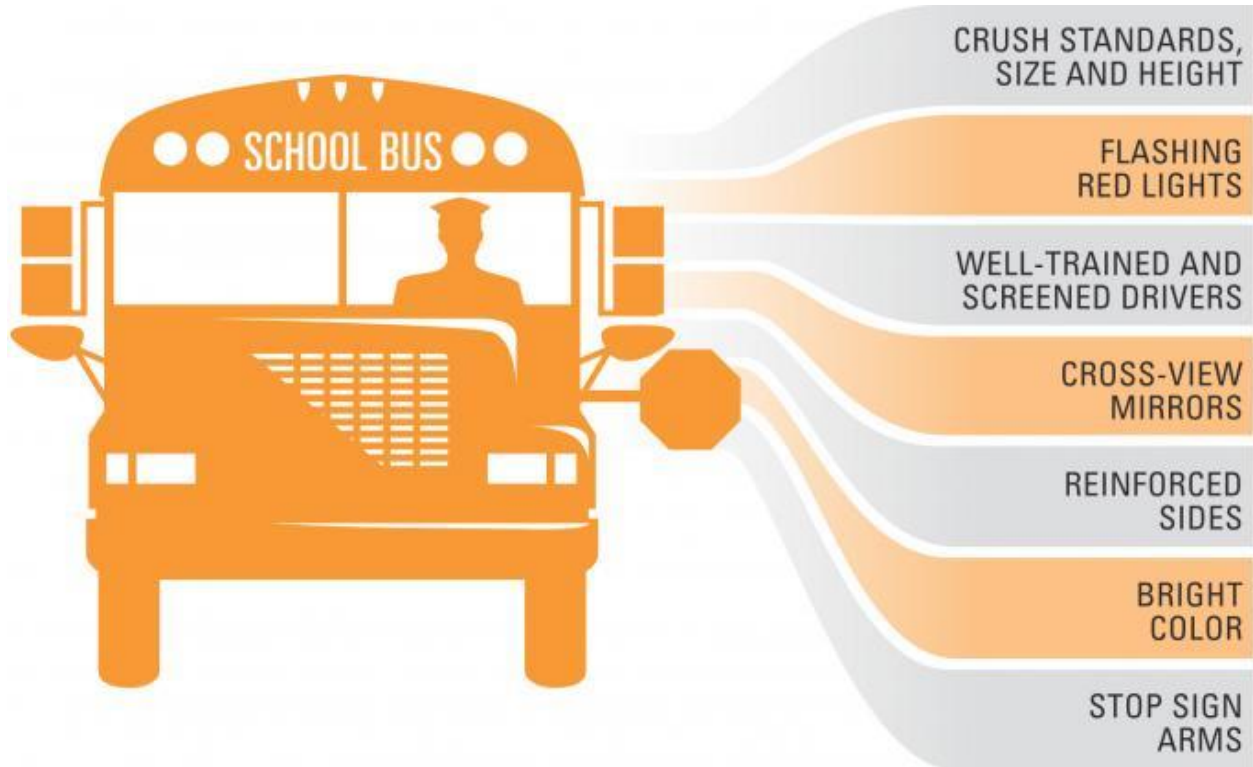 SCHOOL BUS
CRUSH STANDARDS,
SIZE AND HEIGHT
FLASHING
RED LIGHTS
WELL-TRAINED AND
SCREENED DRIVERS
CROSS-VIEW
MIRRORS
REINFORCED
SIDES
BRIGHT
COLOR
STOP SIGN
ARMS